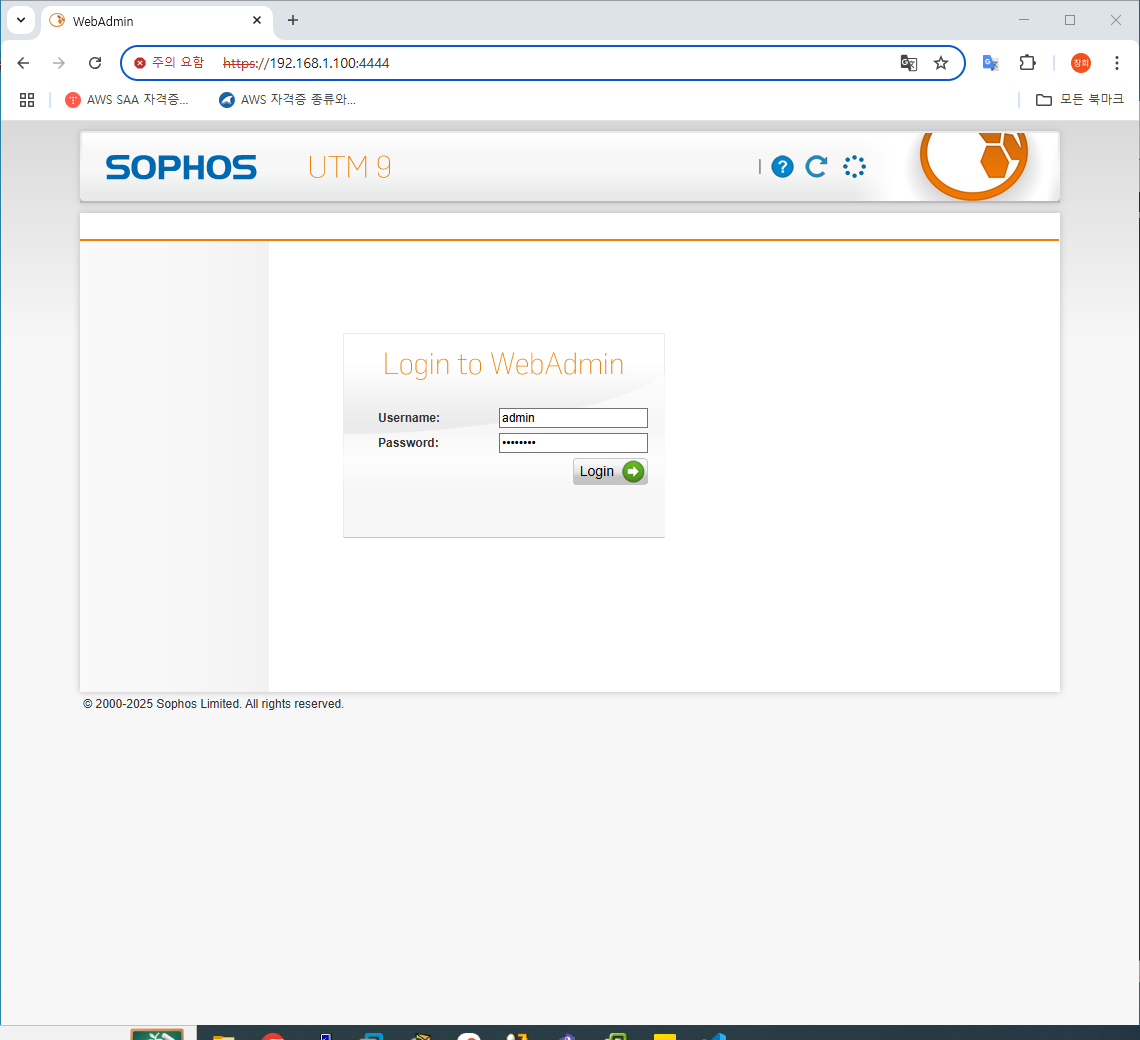 WebAdmin
주의 요함 https://192.168.1.100:4444
창희
AWS SAA 자격증... AWS 자격증 종류와... 모든 북마크
SOPHOS UTM 9 | ?
Login to WebAdmin
Username: admin
Password: ••••••••
Login
© 2000-2025 Sophos Limited. All rights reserved.